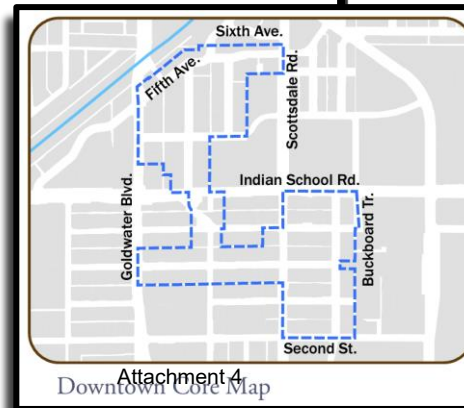 Sixth Ave.
Fifth Ave.
Scottsdale Rd.
Indian School Rd.
Goldwater Blvd.
Buckboard Tr.
Second St.
Attachment 4
Downtown Core Map